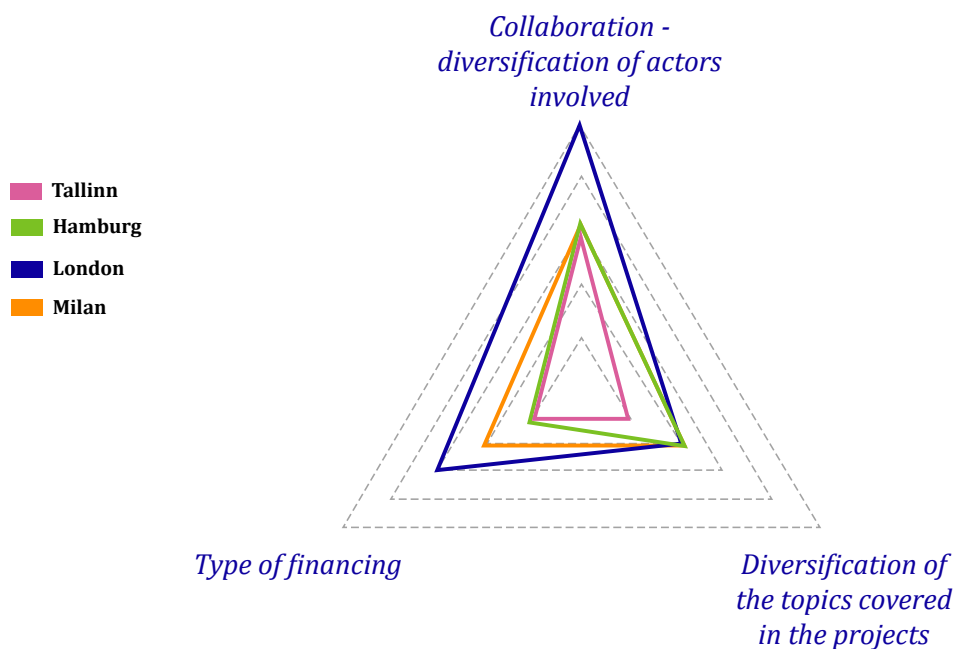 Collaboration -
diversification of actors
involved
Tallinn
Hamburg
London
Milan
Type of financing
Diversification of
the topics covered
in the projects